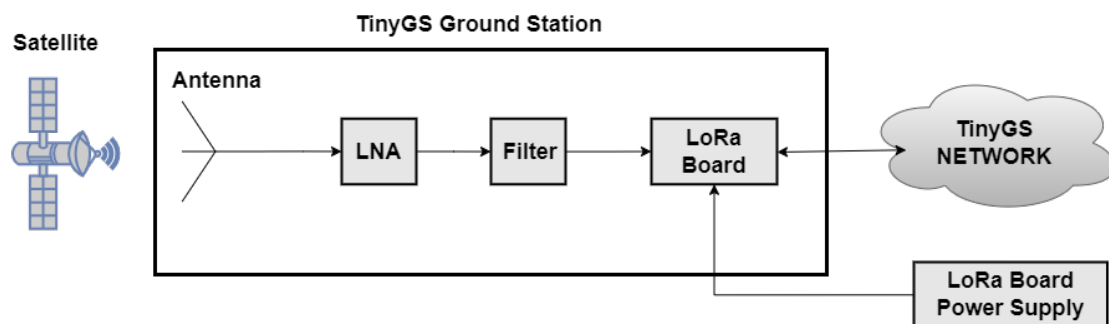 TinyGS Ground Station
Satellite
Antenna
LNA
Filter
LoRa
Board
TinyGS
NETWORK
LoRa Board
Power Supply